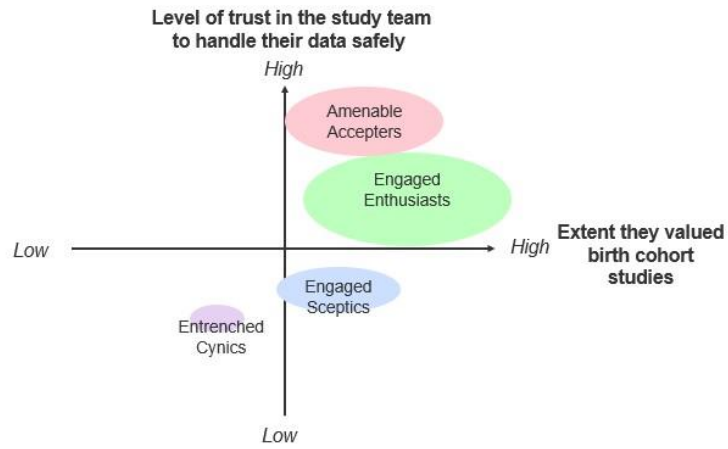 Level of trust in the study team
to handle their data safely
High
Amenable
Accepters
Engaged
Enthusiasts
Low
High
Extent they valued
birth cohort
studies
Engaged
Sceptics
Entrenched
Cynics
Low